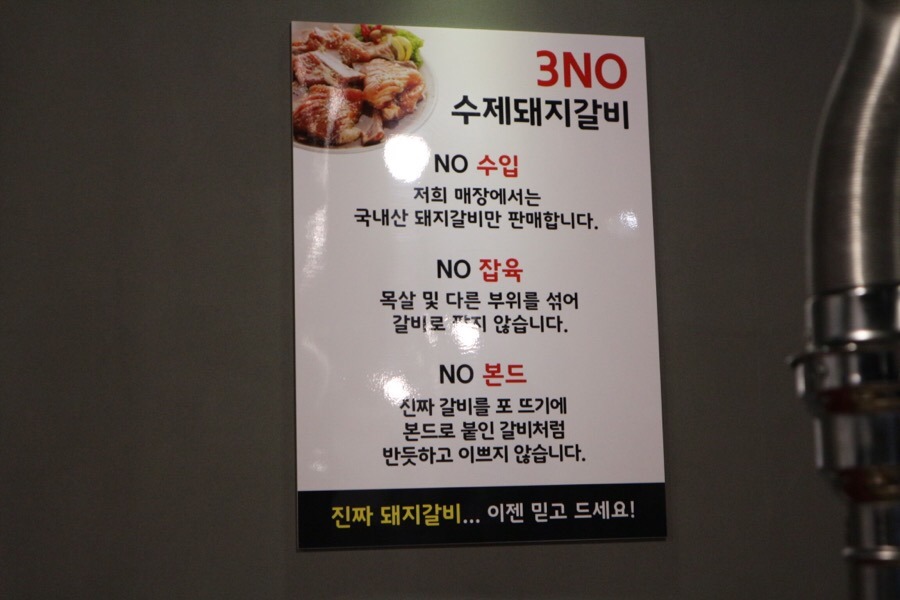 3NO
수제돼지갈비
NO 수입
저희 매장에서는
국내산 돼지갈비만 판매합니다.
NO 잡육
목살 및 다른 부위를 섞어
갈비로 팔지 않습니다.
NO 본드
진짜 갈비를 포 뜨기에
본드로 붙인 갈비처럼
반듯하고 이쁘지 않습니다.
진짜 돼지갈비... 이젠 믿고 드세요!